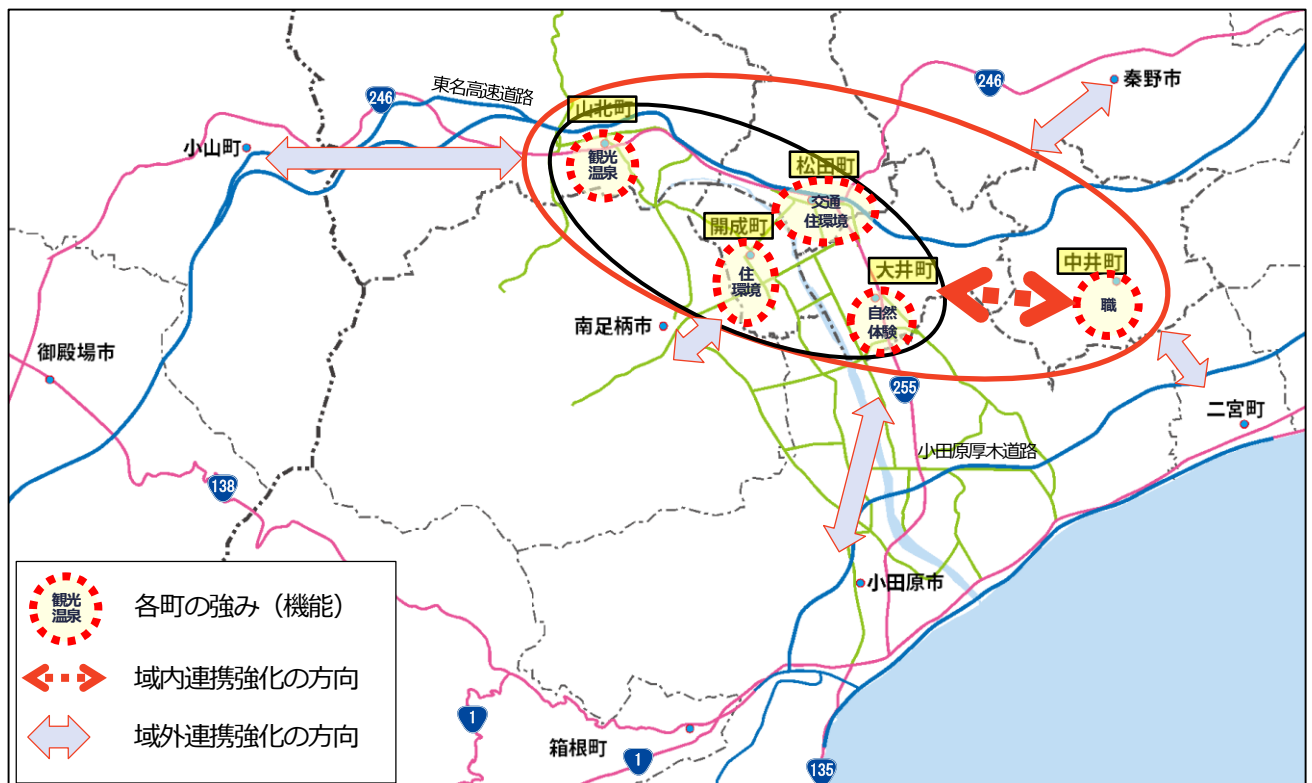 246
東名高速道路
246
秦野市
山北町
小山町
観光
温泉
松田町
交通
住環境
開成町
大井町
中井町
住
環境
職
自然
体験
南足柄市
御殿場市
255
二宮町
小田原厚木道路
138
小田原市
観光
温泉
各町の強み（機能）
域内連携強化の方向
域外連携強化の方向
1
箱根町
1
135